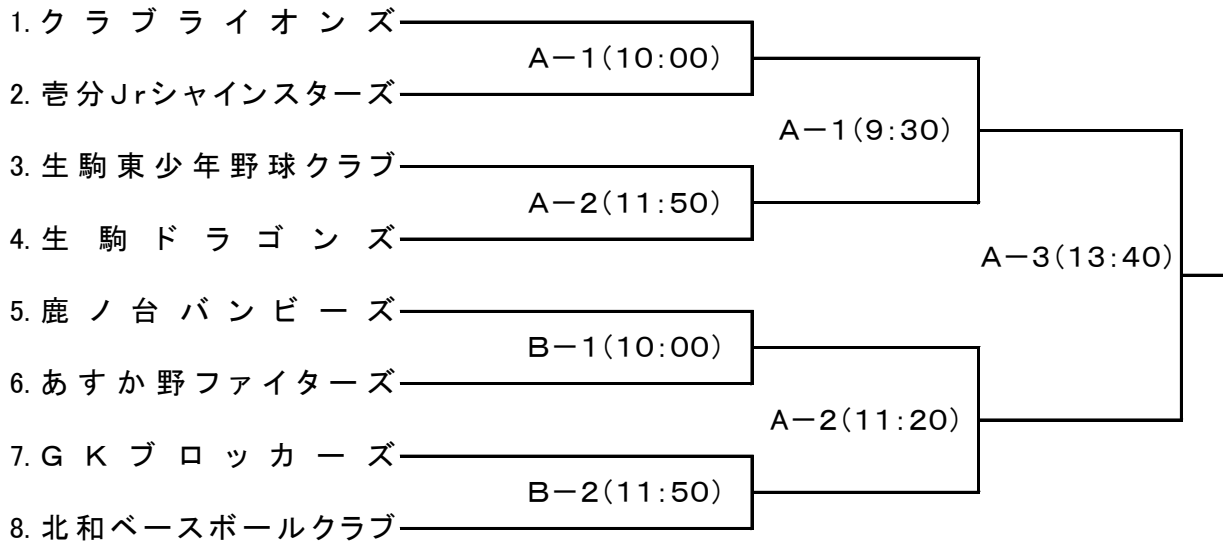 1. クラブライオンズ
A－1(10:00)
2. 壱分Jrシャインスターズ
A－1(9:30)
3. 生駒東少年野球クラブ
A－2(11:50)
4. 生駒ドラゴンズ
A－3(13:40)
5. 鹿ノ台バンビーズ
B－1(10:00)
6. あすか野ファイターズ
A－2(11:20)
7. GKブロッカーズ
B－2(11:50)
8. 北和ベースボールクラブ